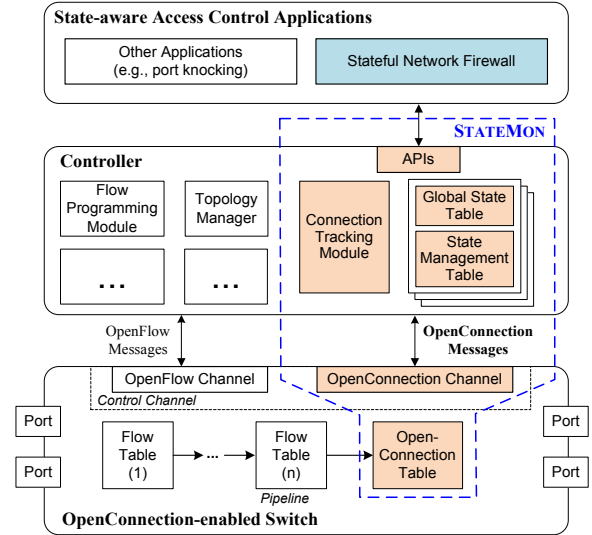 State-aware Access Control Applications
Other Applications
(e.g., port knocking)
Stateful Network Firewall
STATEMON
Controller
APIs
Flow
Programming
Module
Topology
Manager
Connection
Tracking
Module
Global State
Table
State
Management
Table
...
...
OpenFlow
Messages
OpenConnection
Messages
OpenFlow Channel
OpenConnection Channel
Control Channel
Port
Port
Flow
Table
(1)
...
Flow
Table
(n)
Open-
Connection
Table
Port
Port
Pipeline
OpenConnection-enabled Switch